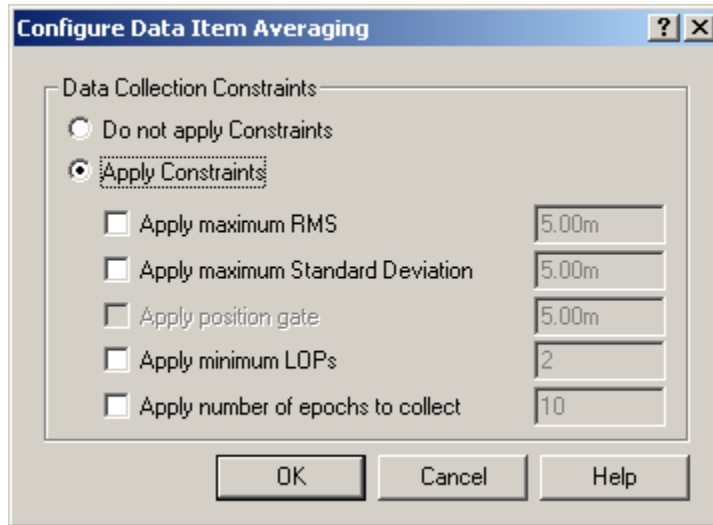 Configure Data Item Averaging
Data Collection Constraints
Do not apply Constraints
Apply Constraints
Apply maximum RMS 5.00m
Apply maximum Standard Deviation 5.00m
Apply position gate 5.00m
Apply minimum LOPs 2
Apply number of epochs to collect 10
OK Cancel Help